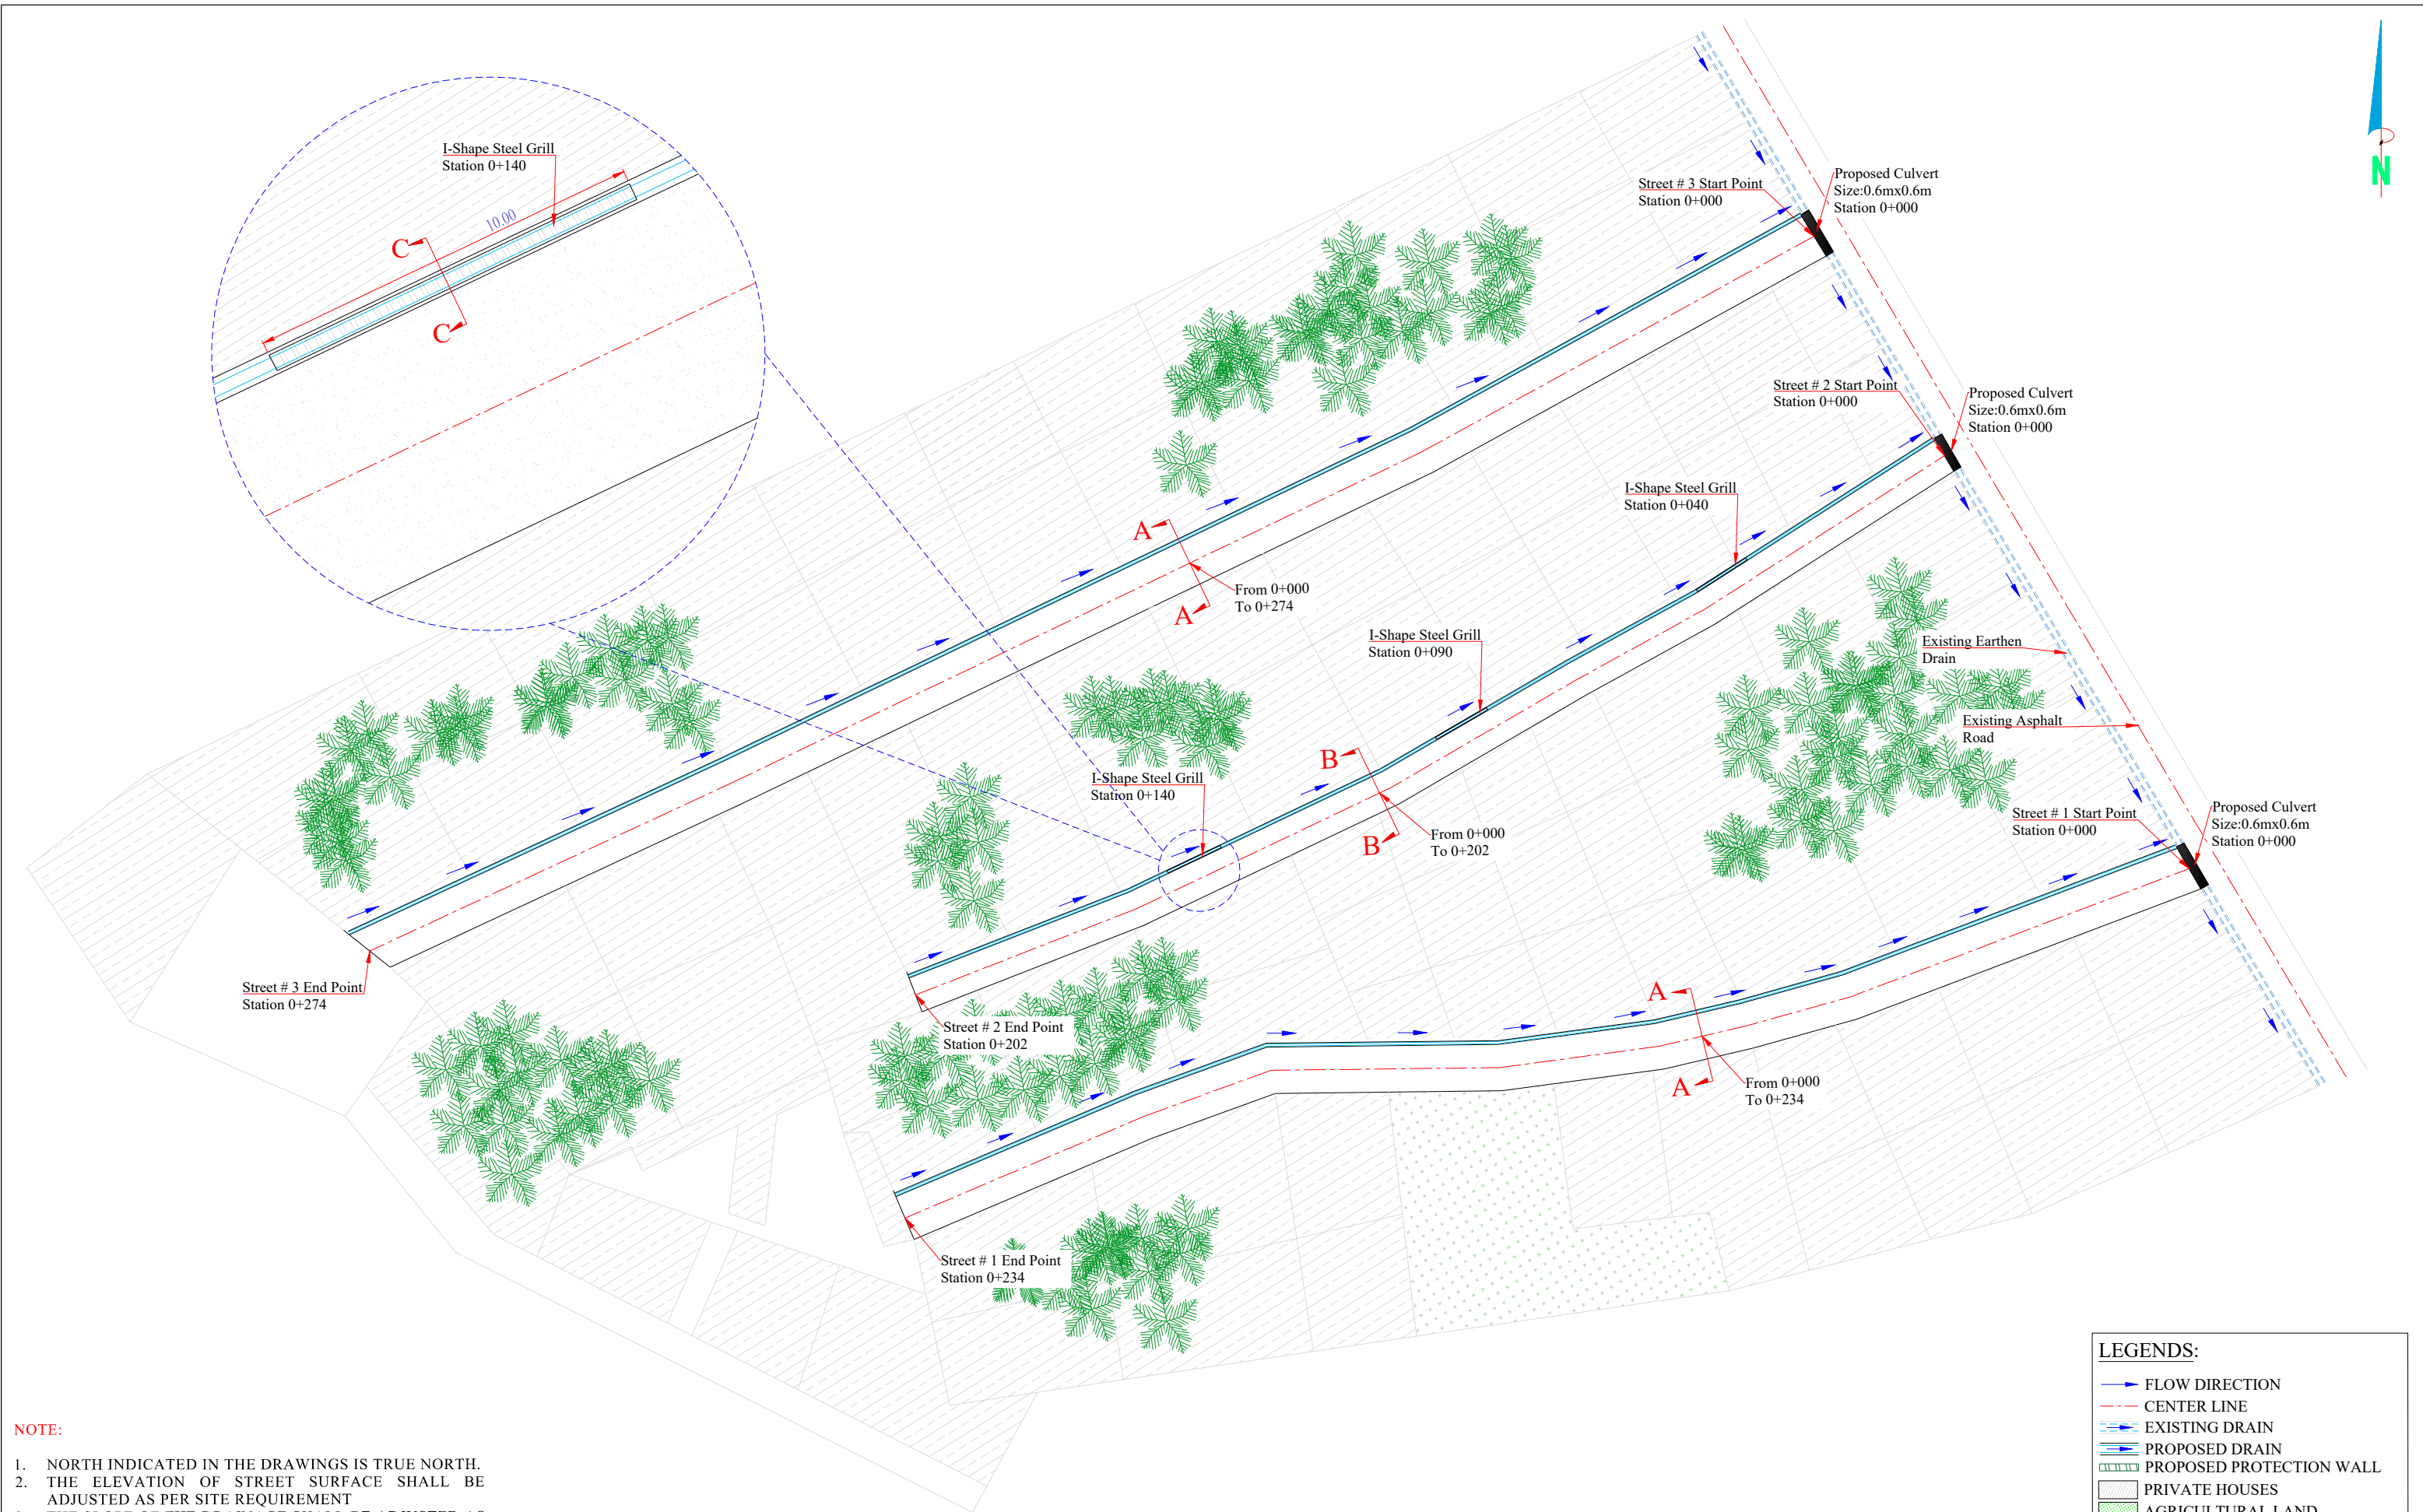 I-Shape Steel Grill
Station 0+140
10.00
C
C
N
Proposed Culvert
Size:0.6mx0.6m
Station 0+000
Street # 3 Start Point
Station 0+000
Street # 2 Start Point
Station 0+000
Proposed Culvert
Size:0.6mx0.6m
Station 0+000
I-Shape Steel Grill
Station 0+040
A
A
From 0+000
To 0+274
I-Shape Steel Grill
Station 0+090
Existing Earthen
Drain
Existing Asphalt
Road
B
B
I-Shape Steel Grill
Station 0+140
From 0+000
To 0+202
Street # 1 Start Point
Station 0+000
Proposed Culvert
Size:0.6mx0.6m
Station 0+000
Street # 3 End Point
Station 0+274
Street # 2 End Point
Station 0+202
A
A
From 0+000
To 0+234
Street # 1 End Point
Station 0+234
NOTE:
1. NORTH INDICATED IN THE DRAWINGS IS TRUE NORTH.
2. THE ELEVATION OF STREET SURFACE SHALL BE
ADJUSTED AS PER SITE REQUIREMENT
LEGENDS:
FLOW DIRECTION
CENTER LINE
EXISTING DRAIN
PROPOSED DRAIN
PROPOSED PROTECTION WALL
PRIVATE HOUSES
AGRICULTURAL LAND